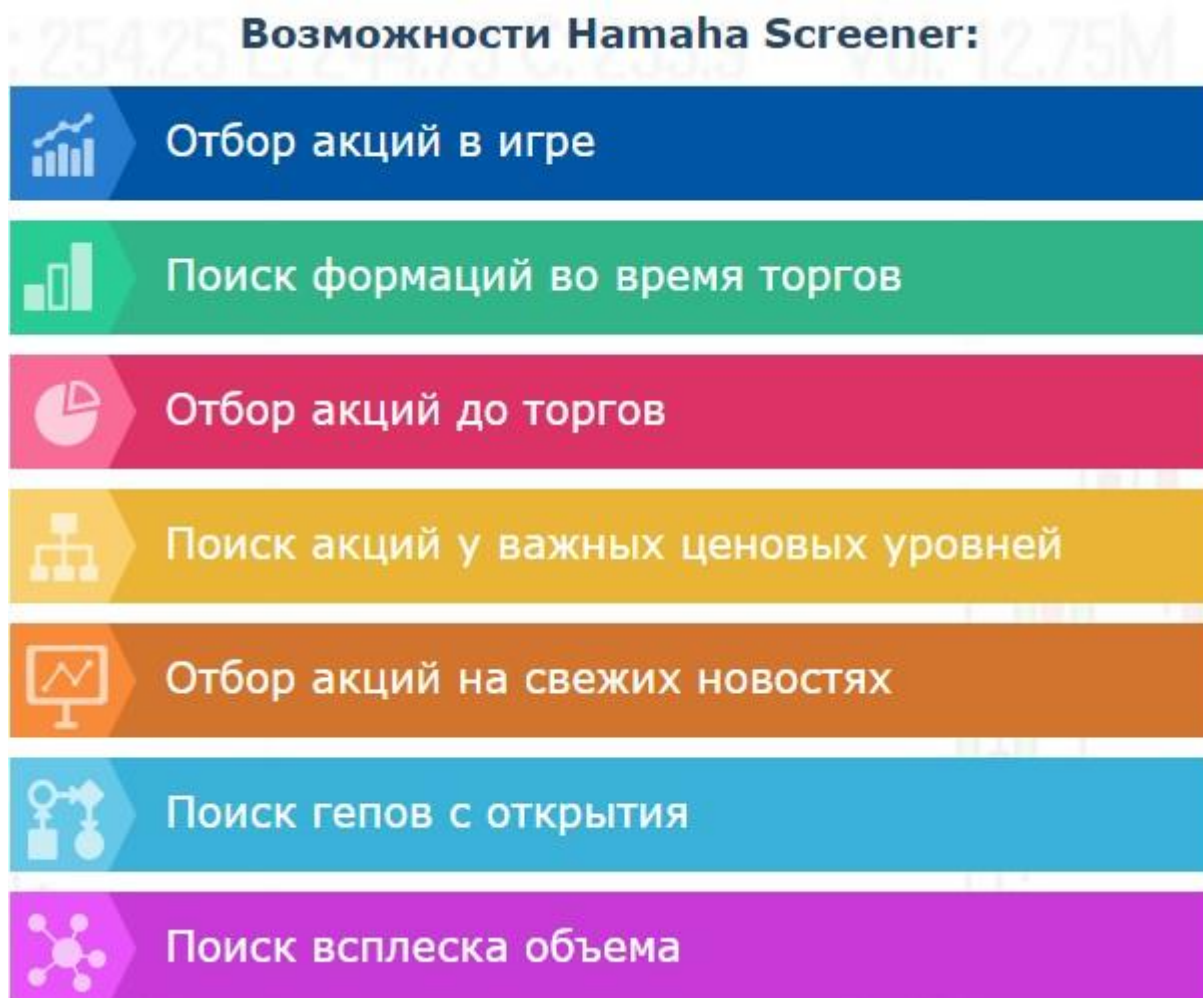 Возможности Hamaha Screener:
Отбор акций в игре
Поиск формаций во время торгов
Отбор акций до торгов
Поиск акций у важных ценовых уровней
Отбор акций на свежих новостях
Поиск гепов с открытия
Поиск всплеска объема